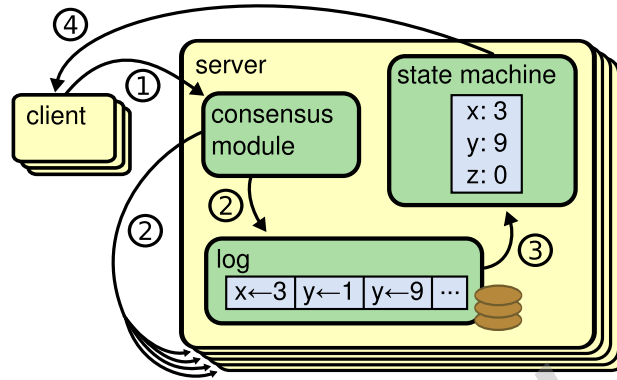 ④
server
state machine
①
client
consensus
module
x: 3
y: 9
z: 0
②
②
③
log
x←3 y←1 y←9 ...